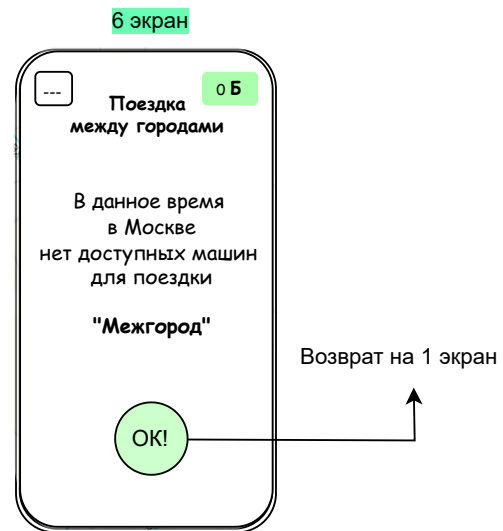 6 экран
---
0 Б
Поездка
между городами
В данное время
в Москве
нет доступных машин
для поездки
"Межгород"
Возврат на 1 экран
ОК!